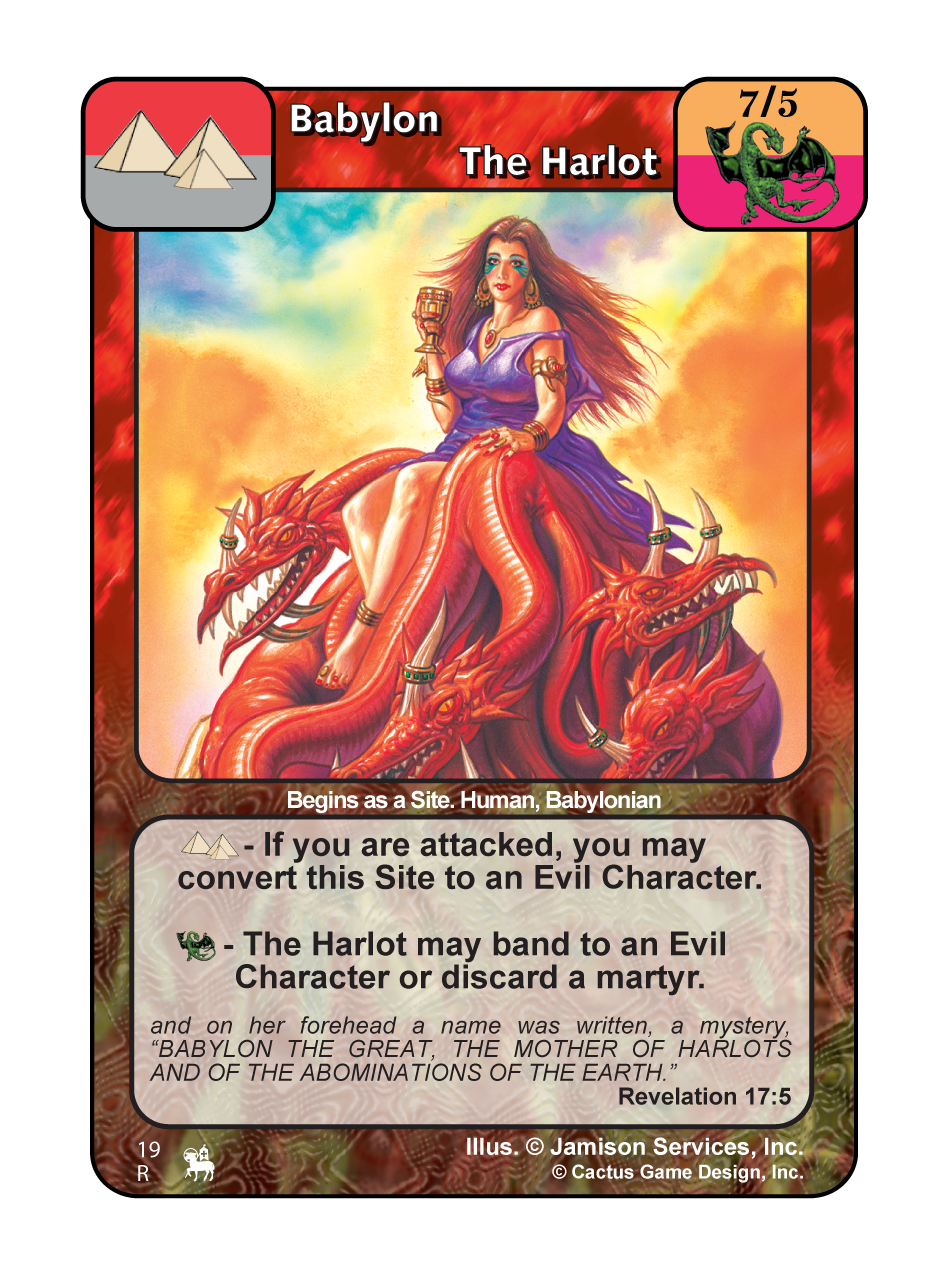 Babylon
The Harlot
7/5
Begins as a Site. Human, Babylonian
- If you are attacked, you may
convert this Site to an Evil Character.
- The Harlot may band to an Evil
Character or discard a martyr.
and on her forehead a name was written, a mystery,
“BABYLON THE GREAT, THE MOTHER OF HARLOTS
AND OF THE ABOMINATIONS OF THE EARTH.”
Revelation 17:5
19
R
Illus. © Jamison Services, Inc.
© Cactus Game Design, Inc.